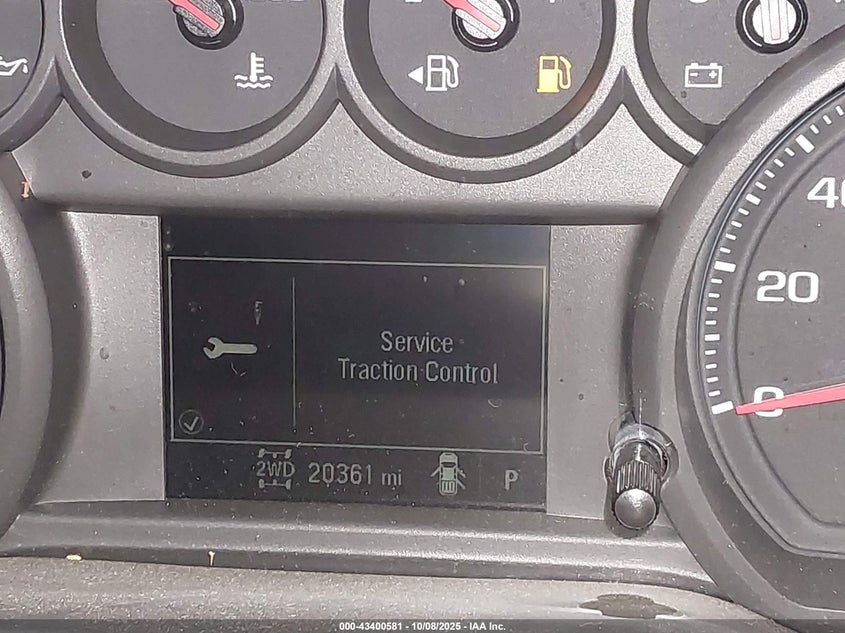 40
20
0
Service
Traction Control
2WD 20361 mi P
000-43400581 - 10/08/2025 - IAA Inc.